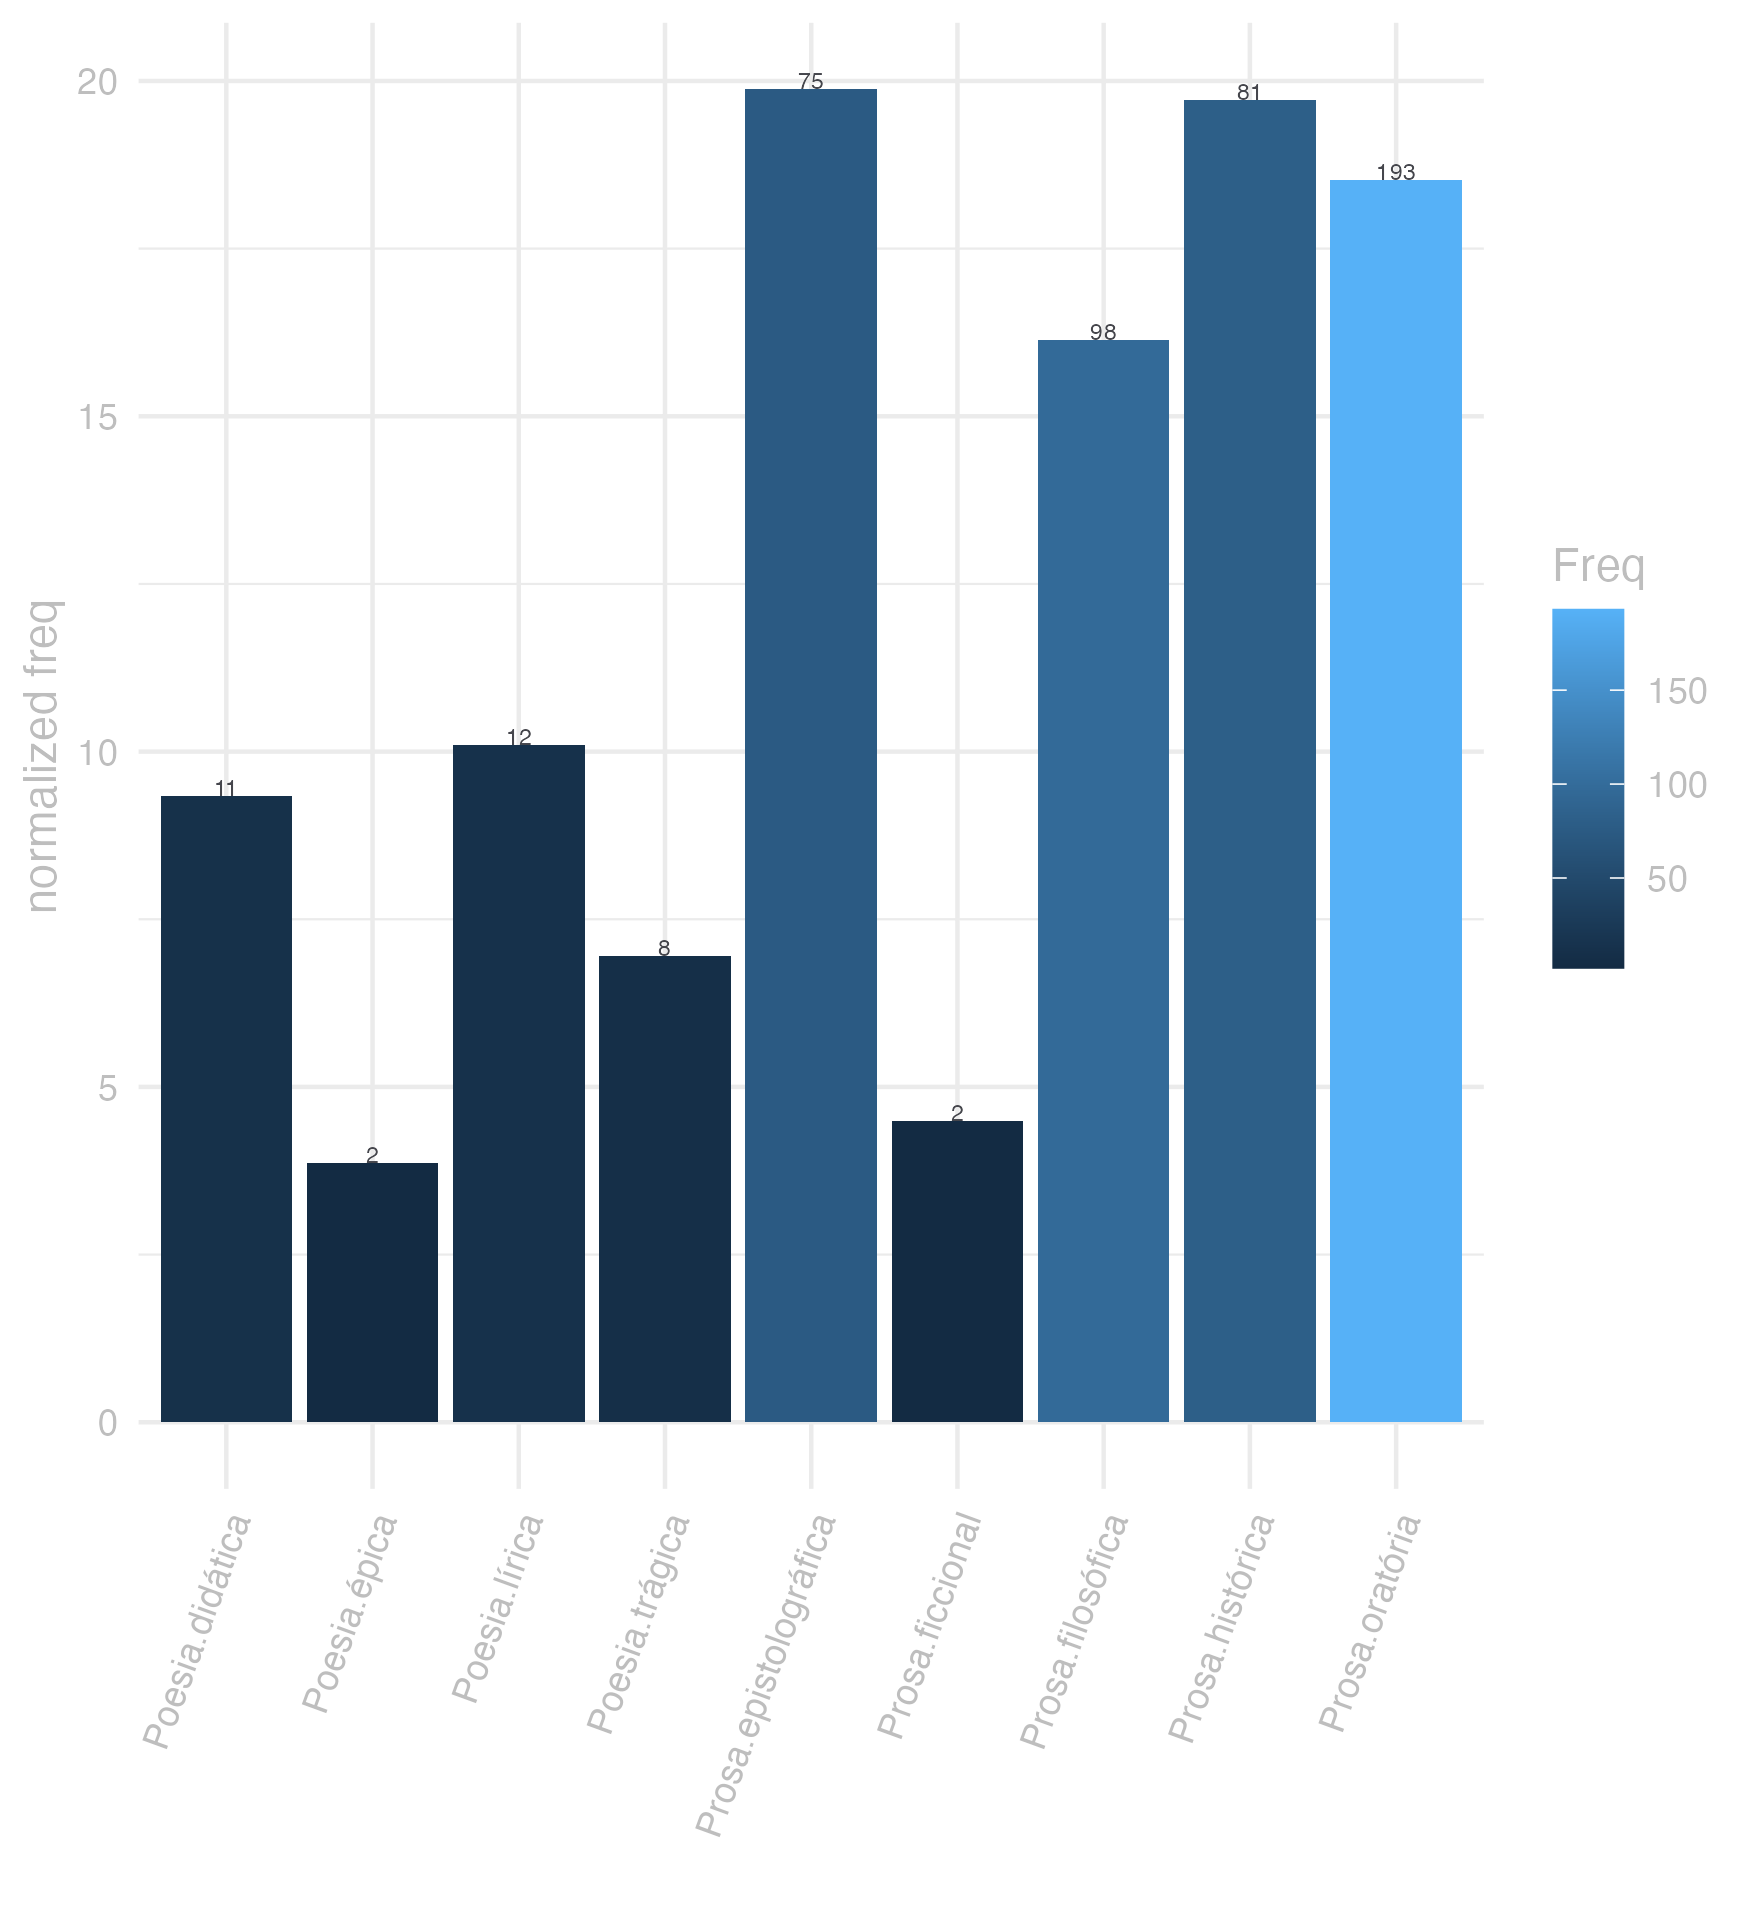 normalized freq
20
15
10
5
0
11
2
12
8
75
2
98
81
193
Poesia.didática
Poesia.épica
Poesia.lírica
Poesia.trágica
Prosa.epistolográfica
Prosa.ficcional
Prosa.filosófica
Prosa.histórica
Prosa.oratória
Freq
150
100
50